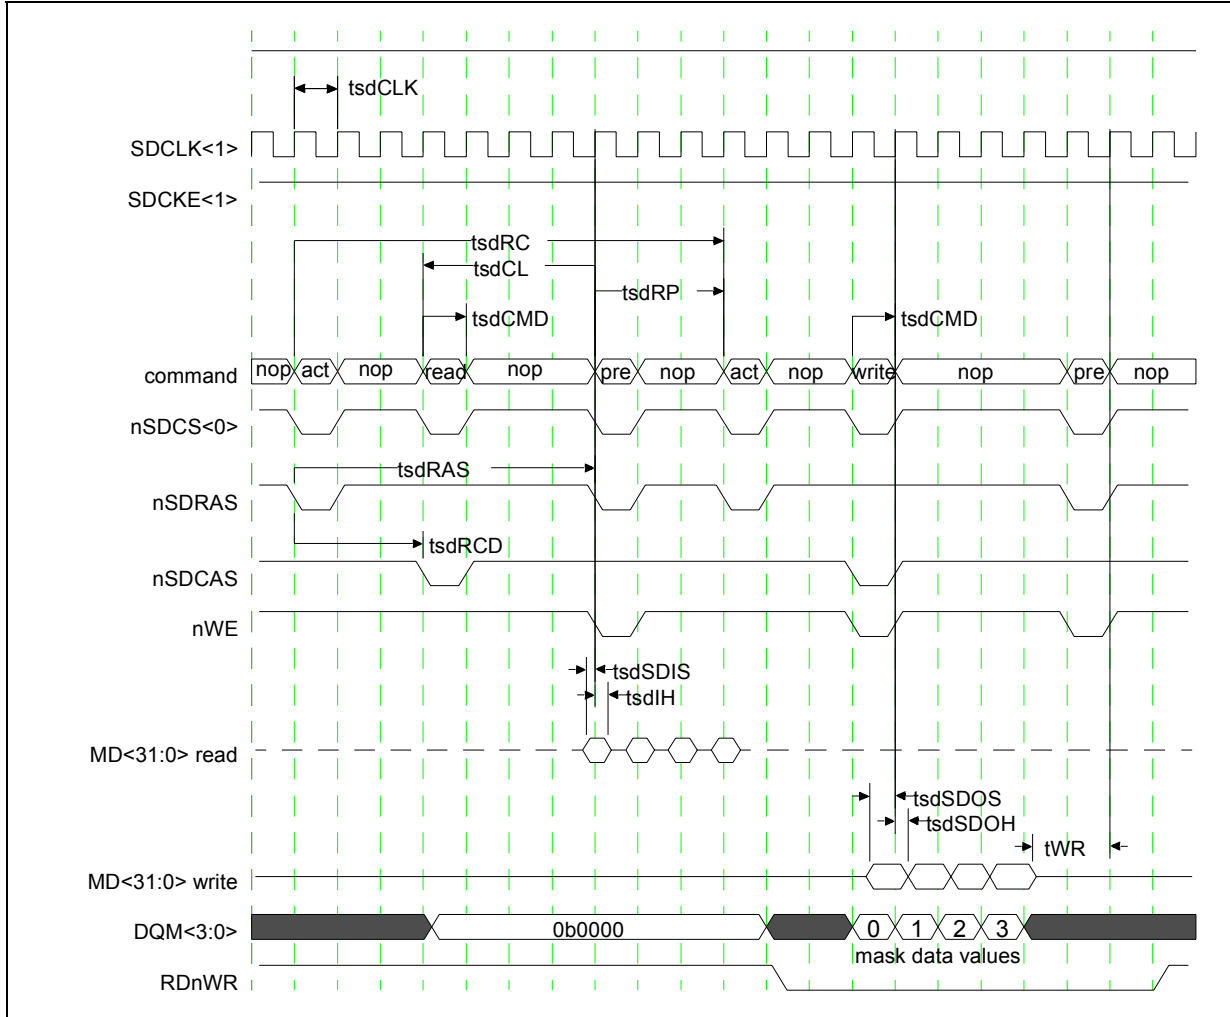 tsdCLK
SDCLK<1>
SDCKE<1>
tsdRC
tsdCL
tsdRP
tsdCMD tsdCMD
command nop act nop read nop pre nop act nop write nop pre nop
nSDCS<0>
tsdRAS
nSDRAS
tsdRCD
nSDCAS
nWE
tsdSDIS
tsdIH
MD<31:0> read
tsdSDOS
tsdSDOH
tWR
MD<31:0> write
DQM<3:0> 0b0000 0 1 2 3
mask data values
RDnWR